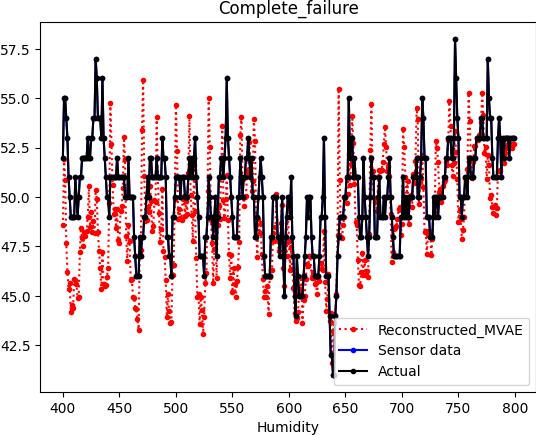 Complete_failure
57.5
55.0
52.5
50.0
47.5
45.0
42.5
Reconstructed_MVAE
Sensor data
Actual
400 450 500 550 600 650 700 750 800
Humidity